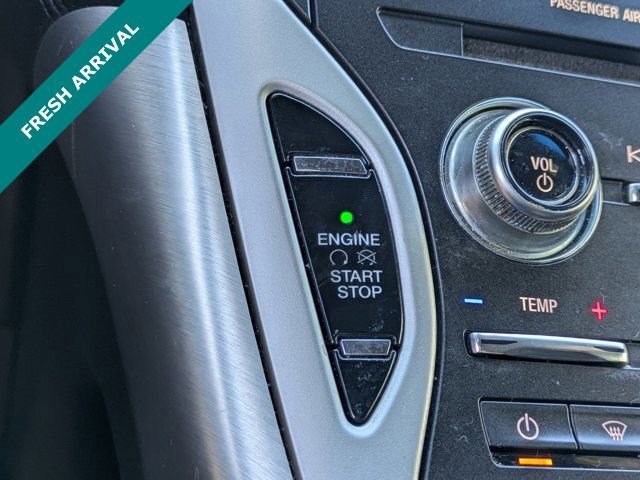 FRESH ARRIVAL
PASSENGER AIR
VOL
ENGINE
START
STOP
TEMP